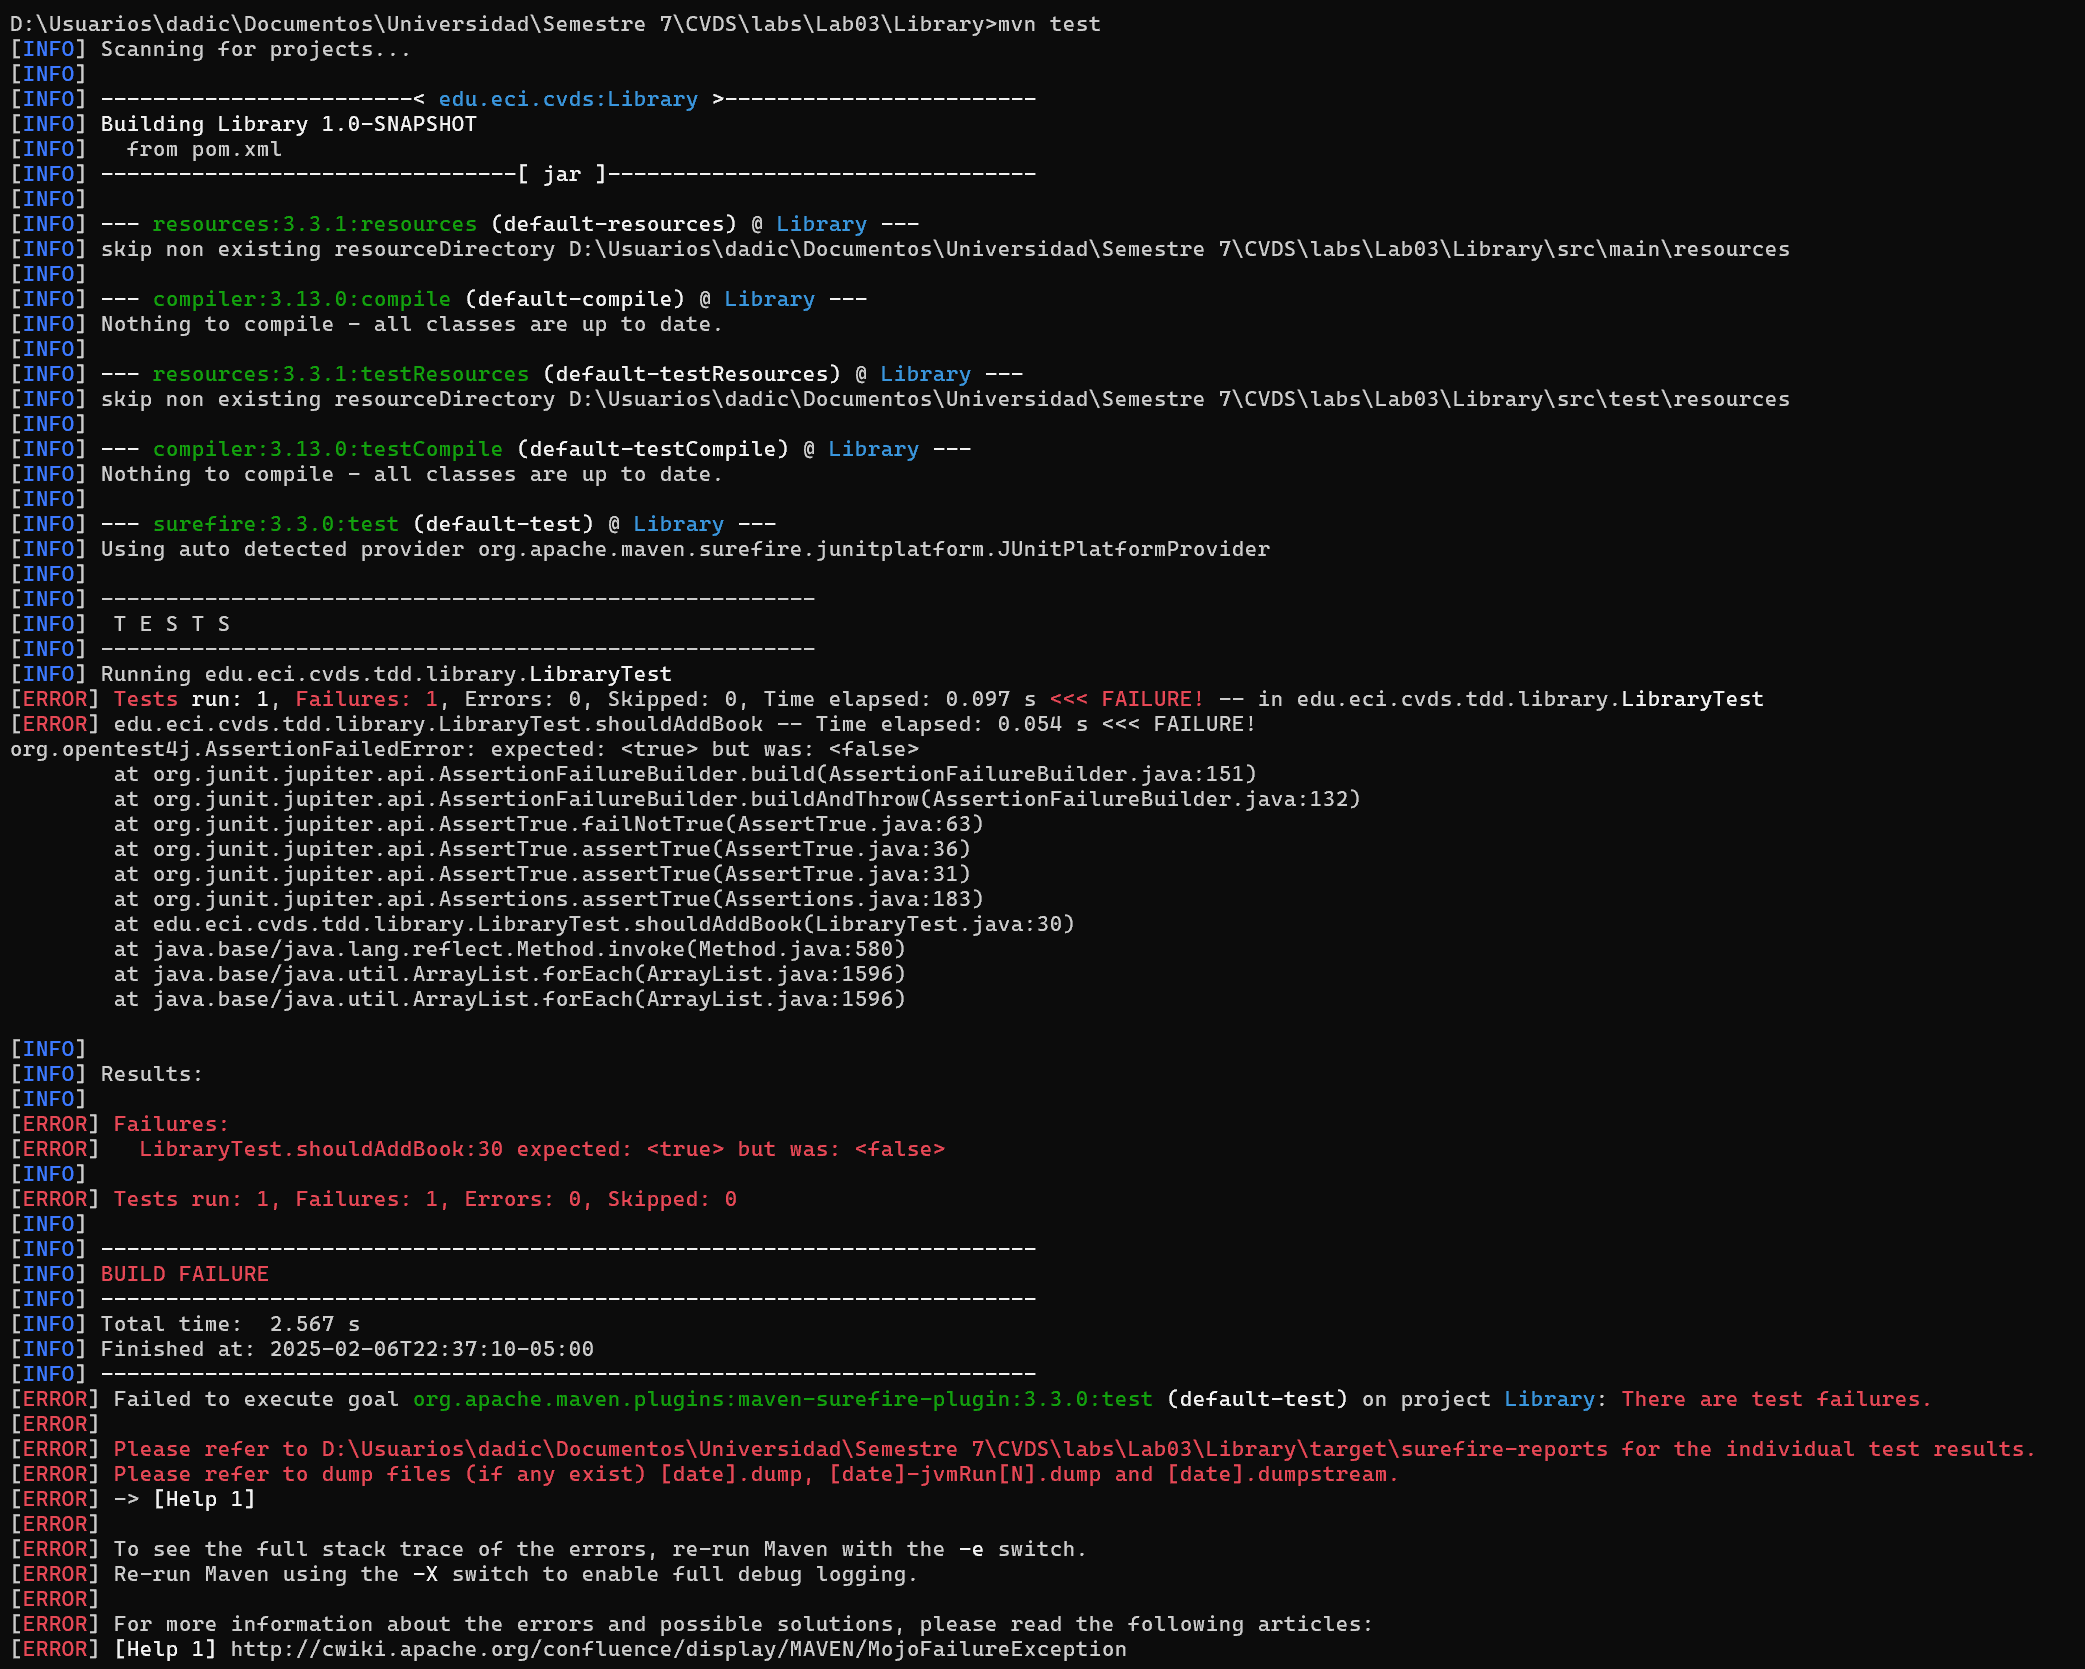 D:\Usuarios\dadic\Documentos\Universidad\Semestre 7\CVDS\labs\Lab03\Library>mvn test
[INFO] Scanning for projects...
[INFO]
[INFO] ------------------------< edu.eci.cvds:Library >------------------------
[INFO] Building Library 1.0-SNAPSHOT
[INFO]   from pom.xml
[INFO] --------------------------------[ jar ]---------------------------------
[INFO]
[INFO] --- resources:3.3.1:resources (default-resources) @ Library ---
[INFO] skip non existing resourceDirectory D:\Usuarios\dadic\Documentos\Universidad\Semestre 7\CVDS\labs\Lab03\Library\src\main\resources
[INFO]
[INFO] --- compiler:3.13.0:compile (default-compile) @ Library ---
[INFO] Nothing to compile - all classes are up to date.
[INFO]
[INFO] --- resources:3.3.1:testResources (default-testResources) @ Library ---
[INFO] skip non existing resourceDirectory D:\Usuarios\dadic\Documentos\Universidad\Semestre 7\CVDS\labs\Lab03\Library\src\test\resources
[INFO]
[INFO] --- compiler:3.13.0:testCompile (default-testCompile) @ Library ---
[INFO] Nothing to compile - all classes are up to date.
[INFO]
[INFO] --- surefire:3.3.0:test (default-test) @ Library ---
[INFO] Using auto detected provider org.apache.maven.surefire.junitplatform.JUnitPlatformProvider
[INFO]
[INFO] -------------------------------------------------------
[INFO]  T E S T S
[INFO] -------------------------------------------------------
[INFO] Running edu.eci.cvds.tdd.library.LibraryTest
[ERROR] Tests run: 1, Failures: 1, Errors: 0, Skipped: 0, Time elapsed: 0.097 s <<< FAILURE! -- in edu.eci.cvds.tdd.library.LibraryTest
[ERROR] edu.eci.cvds.tdd.library.LibraryTest.shouldAddBook -- Time elapsed: 0.054 s <<< FAILURE!
org.opentest4j.AssertionFailedError: expected: <true> but was: <false>
        at org.junit.jupiter.api.AssertionFailureBuilder.build(AssertionFailureBuilder.java:151)
        at org.junit.jupiter.api.AssertionFailureBuilder.buildAndThrow(AssertionFailureBuilder.java:132)
        at org.junit.jupiter.api.AssertTrue.failNotTrue(AssertTrue.java:63)
        at org.junit.jupiter.api.AssertTrue.assertTrue(AssertTrue.java:36)
        at org.junit.jupiter.api.AssertTrue.assertTrue(AssertTrue.java:31)
        at org.junit.jupiter.api.Assertions.assertTrue(Assertions.java:183)
        at edu.eci.cvds.tdd.library.LibraryTest.shouldAddBook(LibraryTest.java:30)
        at java.base/java.lang.reflect.Method.invoke(Method.java:580)
        at java.base/java.util.ArrayList.forEach(ArrayList.java:1596)
        at java.base/java.util.ArrayList.forEach(ArrayList.java:1596)

[INFO]
[INFO] Results:
[INFO]
[ERROR] Failures:
[ERROR]   LibraryTest.shouldAddBook:30 expected: <true> but was: <false>
[INFO]
[ERROR] Tests run: 1, Failures: 1, Errors: 0, Skipped: 0
[INFO]
[INFO] ------------------------------------------------------------------------
[INFO] BUILD FAILURE
[INFO] ------------------------------------------------------------------------
[INFO] Total time:  2.567 s
[INFO] Finished at: 2025-02-06T22:37:10-05:00
[INFO] ------------------------------------------------------------------------
[ERROR] Failed to execute goal org.apache.maven.plugins:maven-surefire-plugin:3.3.0:test (default-test) on project Library: There are test failures.
[ERROR]
[ERROR] Please refer to D:\Usuarios\dadic\Documentos\Universidad\Semestre 7\CVDS\labs\Lab03\Library\target\surefire-reports for the individual test results.
[ERROR] Please refer to dump files (if any exist) [date].dump, [date]-jvmRun[N].dump and [date].dumpstream.
[ERROR] -> [Help 1]
[ERROR]
[ERROR] To see the full stack trace of the errors, re-run Maven with the -e switch.
[ERROR] Re-run Maven using the -X switch to enable full debug logging.
[ERROR]
[ERROR] For more information about the errors and possible solutions, please read the following articles:
[ERROR] [Help 1] http://cwiki.apache.org/confluence/display/MAVEN/MojoFailureException